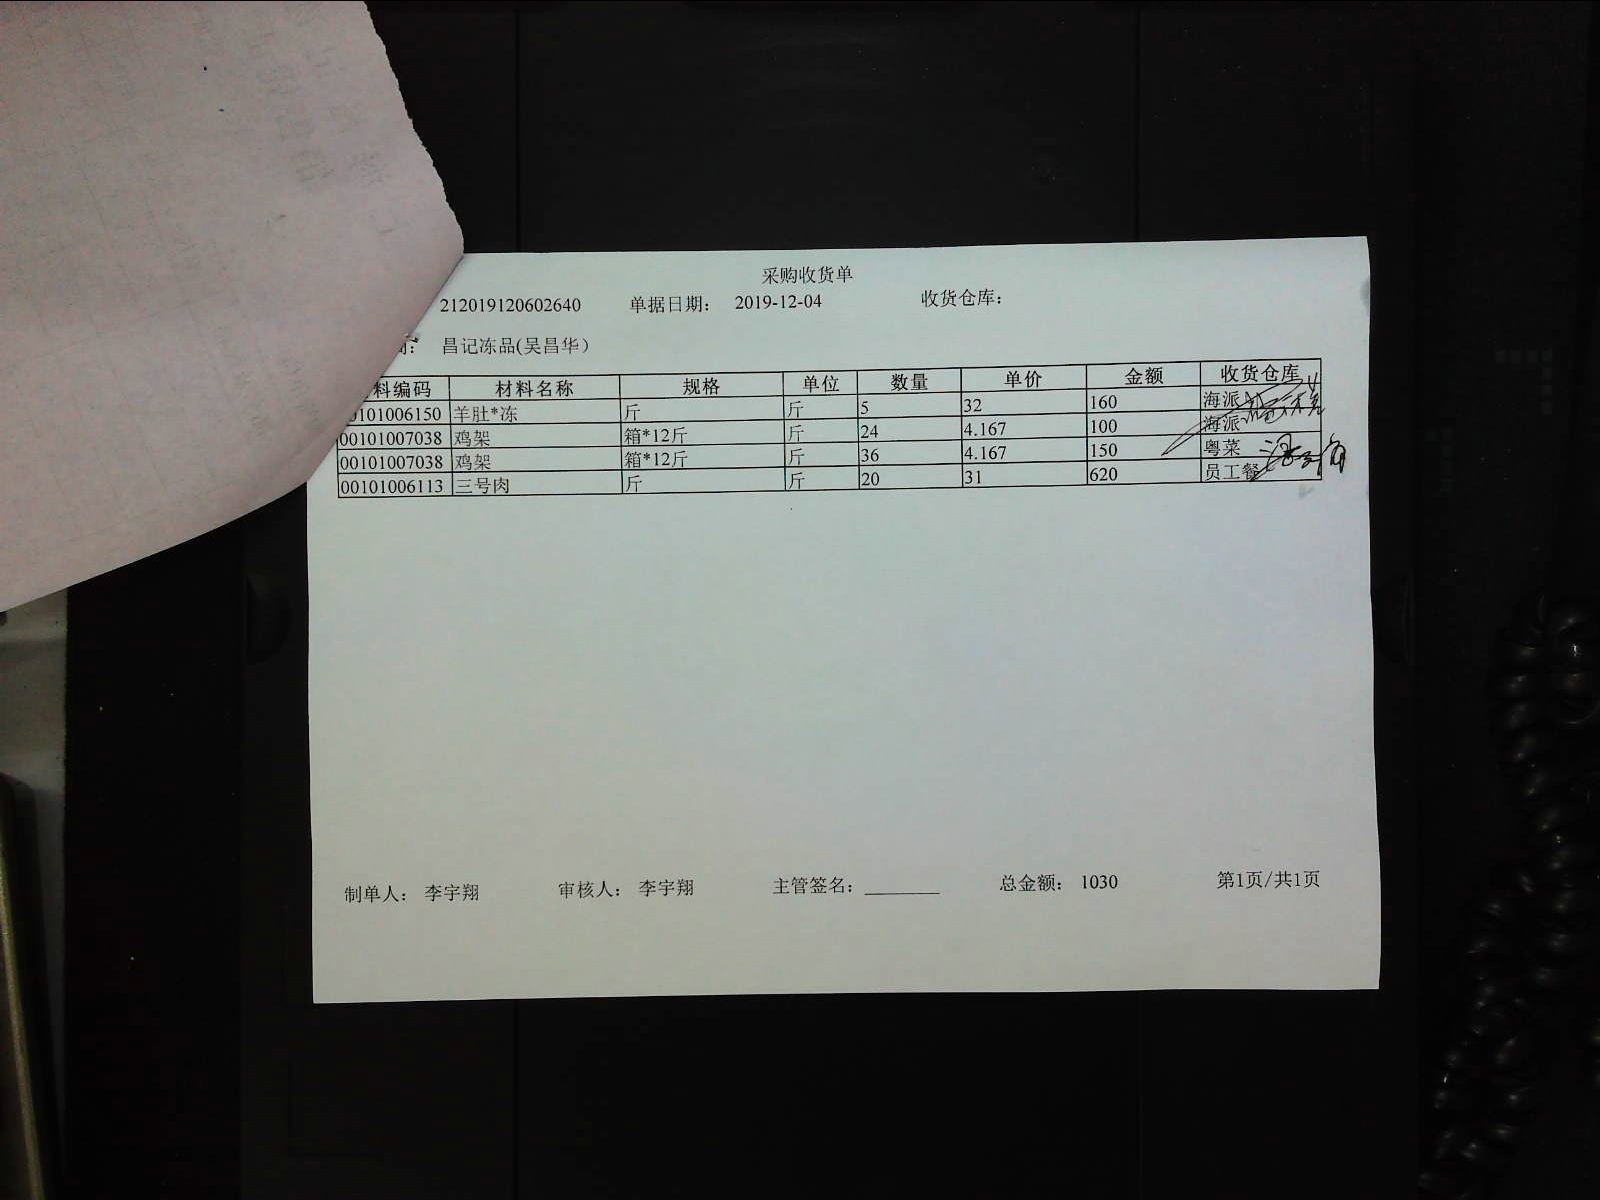 采购收货单
212019120602640 单据日期： 2019-12-04 收货仓库：
昌记冻品(吴昌华）
料编码 材料名称 规格 单位 数量 单价 金额 收货仓库
0101006150 羊肚*冻 斤 斤 5 32 160 海派
00101007038 鸡架 箱*12斤 斤 24 4.167 100 海派
00101007038 鸡架 箱*12斤 斤 36 4.167 150 粤菜
00101006113 三号肉 斤 斤 20 31 620 员工餐
制单人： 李宇翔 审核人： 李宇翔 主管签名： 总金额： 1030 第1页/共1页